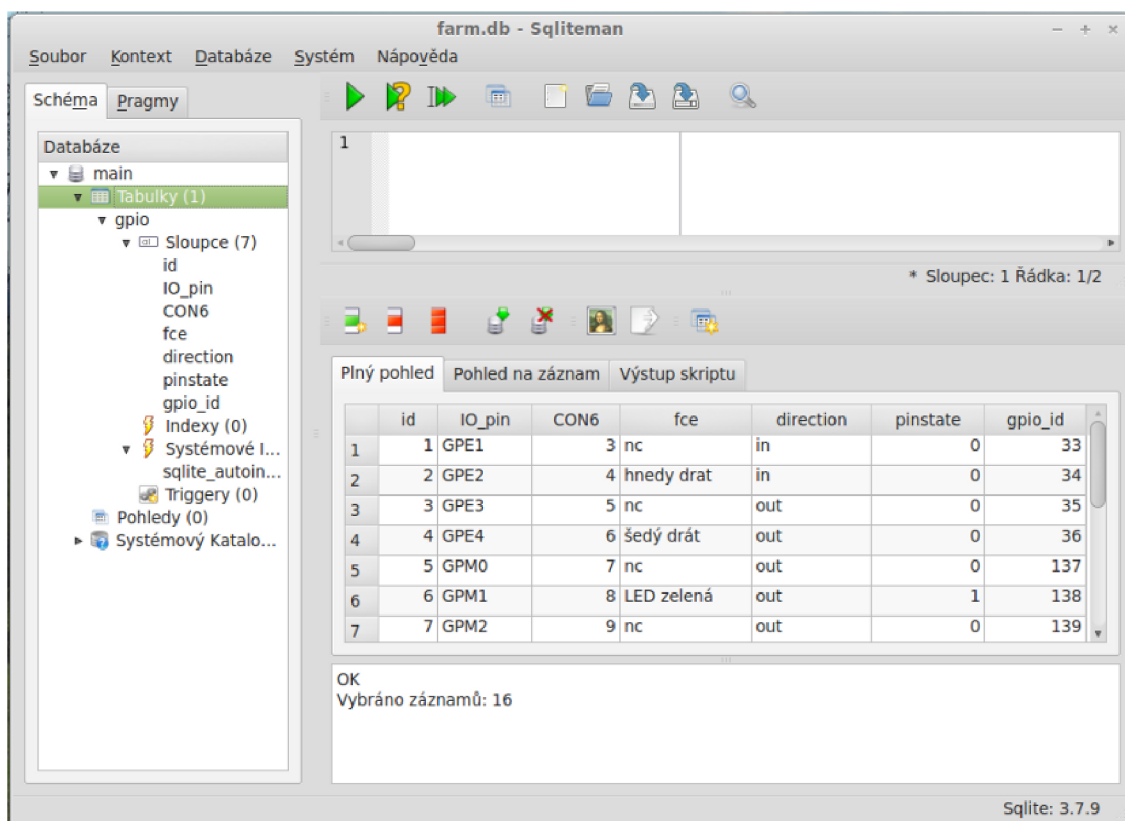 farm.db - Sqliteman
Soubor Kontext Databáze Systém Nápověda
Schéma Pragmy
Databáze
main
Tabulky (1)
gpio
Sloupce (7)
id
IO_pin
CON6
fce
direction
pinstate
gpio_id
Indexy (0)
Systémové I...
sqlite_autoin...
Triggery (0)
Pohledy (0)
Systémový Katalo...
1
* Sloupec: 1 Řádka: 1/2
Plný pohled Pohled na záznam Výstup skriptu
id IO_pin CON6 fce direction pinstate gpio_id
1 1 GPE1 3 nc in 0 33
2 2 GPE2 4 hnedy drat in 0 34
3 3 GPE3 5 nc out 0 35
4 4 GPE4 6 šedý drát out 0 36
5 5 GPM0 7 nc out 0 137
6 6 GPM1 8 LED zelená out 1 138
7 7 GPM2 9 nc out 0 139
OK
Vybráno záznamů: 16
Sqlite: 3.7.9